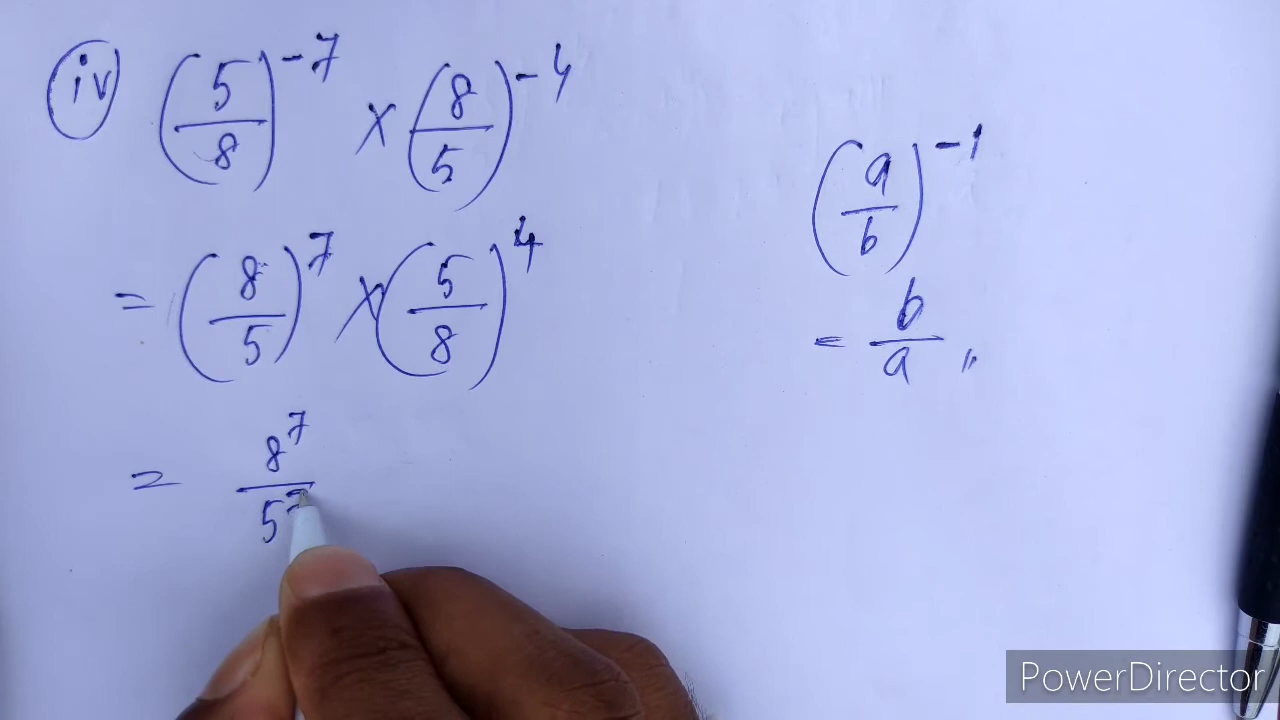 iv) (5/8)^-7 × (8/5)^-4
= (8/5)^7 × (5/8)^4
= 8^7/5^7
(a/b)^-1
= b/a "
PowerDirector